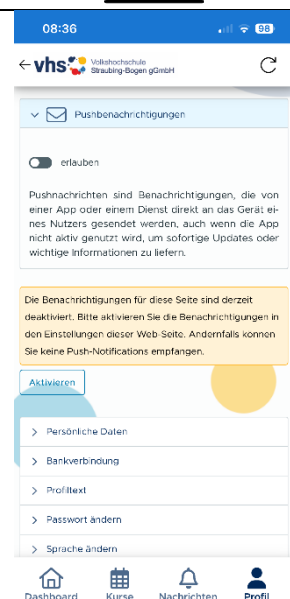 08:36
98
vhs
Volkshochschule
Straubing-Bogen gGmbH
Pushbenachrichtigungen
erlauben
Pushnachrichten sind Benachrichtigungen, die von
einer App oder einem Dienst direkt an das Gerät ei-
nes Nutzers gesendet werden, auch wenn die App
nicht aktiv genutzt wird, um sofortige Updates oder
wichtige Informationen zu liefern.
Die Benachrichtigungen für diese Seite sind derzeit
deaktiviert. Bitte aktivieren Sie die Benachrichtigungen in
den Einstellungen dieser Web-Seite. Andernfalls können
Sie keine Push-Notifications empfangen.
Aktivieren
Persönliche Daten
Bankverbindung
Profiltext
Passwort ändern
Sprache ändern
Dashboard Kurse Nachrichten Profil